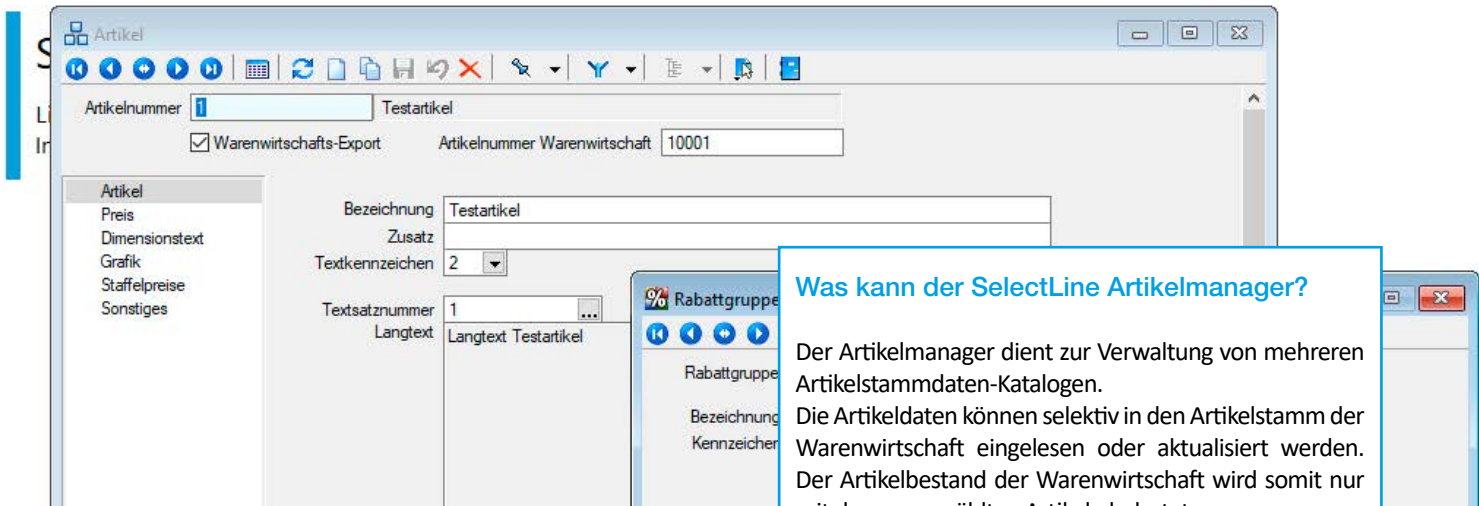 Artikel
Artikelnummer 1 Testartikel
Warenwirtschafts-Export Artikelnummer Warenwirtschaft 10001
Artikel
Preis
Dimensionstext
Grafik
Staffelpreise
Sonstiges
Bezeichnung Testartikel
Zusatz
Textkennzeichen 2
Textsatznummer 1 ...
Langtext Langtext Testartikel
Rabattgruppe
Rabattgruppe
Bezeichnung
Kennzeichen
Was kann der SelectLine Artikelmanager?
Der Artikelmanager dient zur Verwaltung von mehreren
Artikelstammdaten-Katalogen.
Die Artikeldaten können selektiv in den Artikelstamm der
Warenwirtschaft eingelesen oder aktualisiert werden.
Der Artikelbestand der Warenwirtschaft wird somit nur